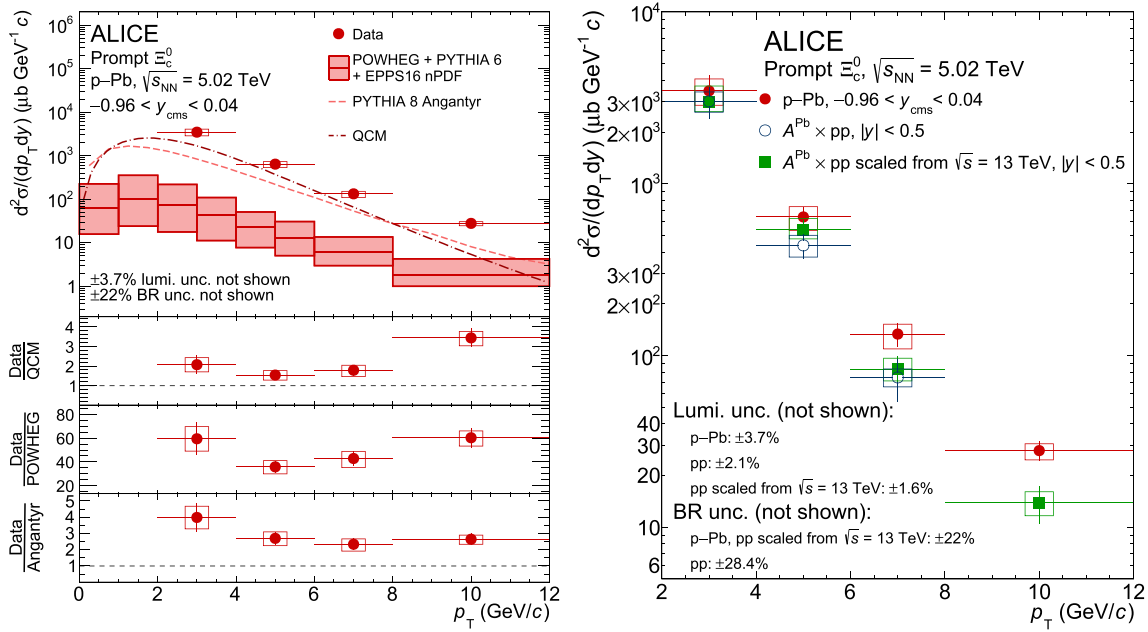 ALICE
Prompt Ξc0
p–Pb, √sNN = 5.02 TeV
−0.96 < ycms < 0.04
Data
POWHEG + PYTHIA 6
+ EPPS16 nPDF
PYTHIA 8 Angantyr
QCM
d²σ/(dpTdy) (μb GeV⁻¹ c)
10⁶
10⁵
10⁴
10³
10²
10
1
±3.7% lumi. unc. not shown
±22% BR unc. not shown
Data
QCM
4
3
2
1
Data
POWHEG
80
60
40
20
Data
Angantyr
5
4
3
2
1
0 2 4 6 8 10 12
pT (GeV/c)
ALICE
Prompt Ξc0, √sNN = 5.02 TeV
p–Pb, −0.96 < ycms < 0.04
APb × pp, |y| < 0.5
APb × pp scaled from √s = 13 TeV, |y| < 0.5
d²σ/(dpTdy) (μb GeV⁻¹ c)
10⁴
3×10³
2×10³
10³
3×10²
2×10²
10²
40
30
20
10
6
Lumi. unc. (not shown):
p–Pb: ±3.7%
pp: ±2.1%
pp scaled from √s = 13 TeV: ±1.6%
BR unc. (not shown):
p–Pb, pp scaled from √s = 13 TeV: ±22%
pp: ±28.4%
2 4 6 8 10 12
pT (GeV/c)